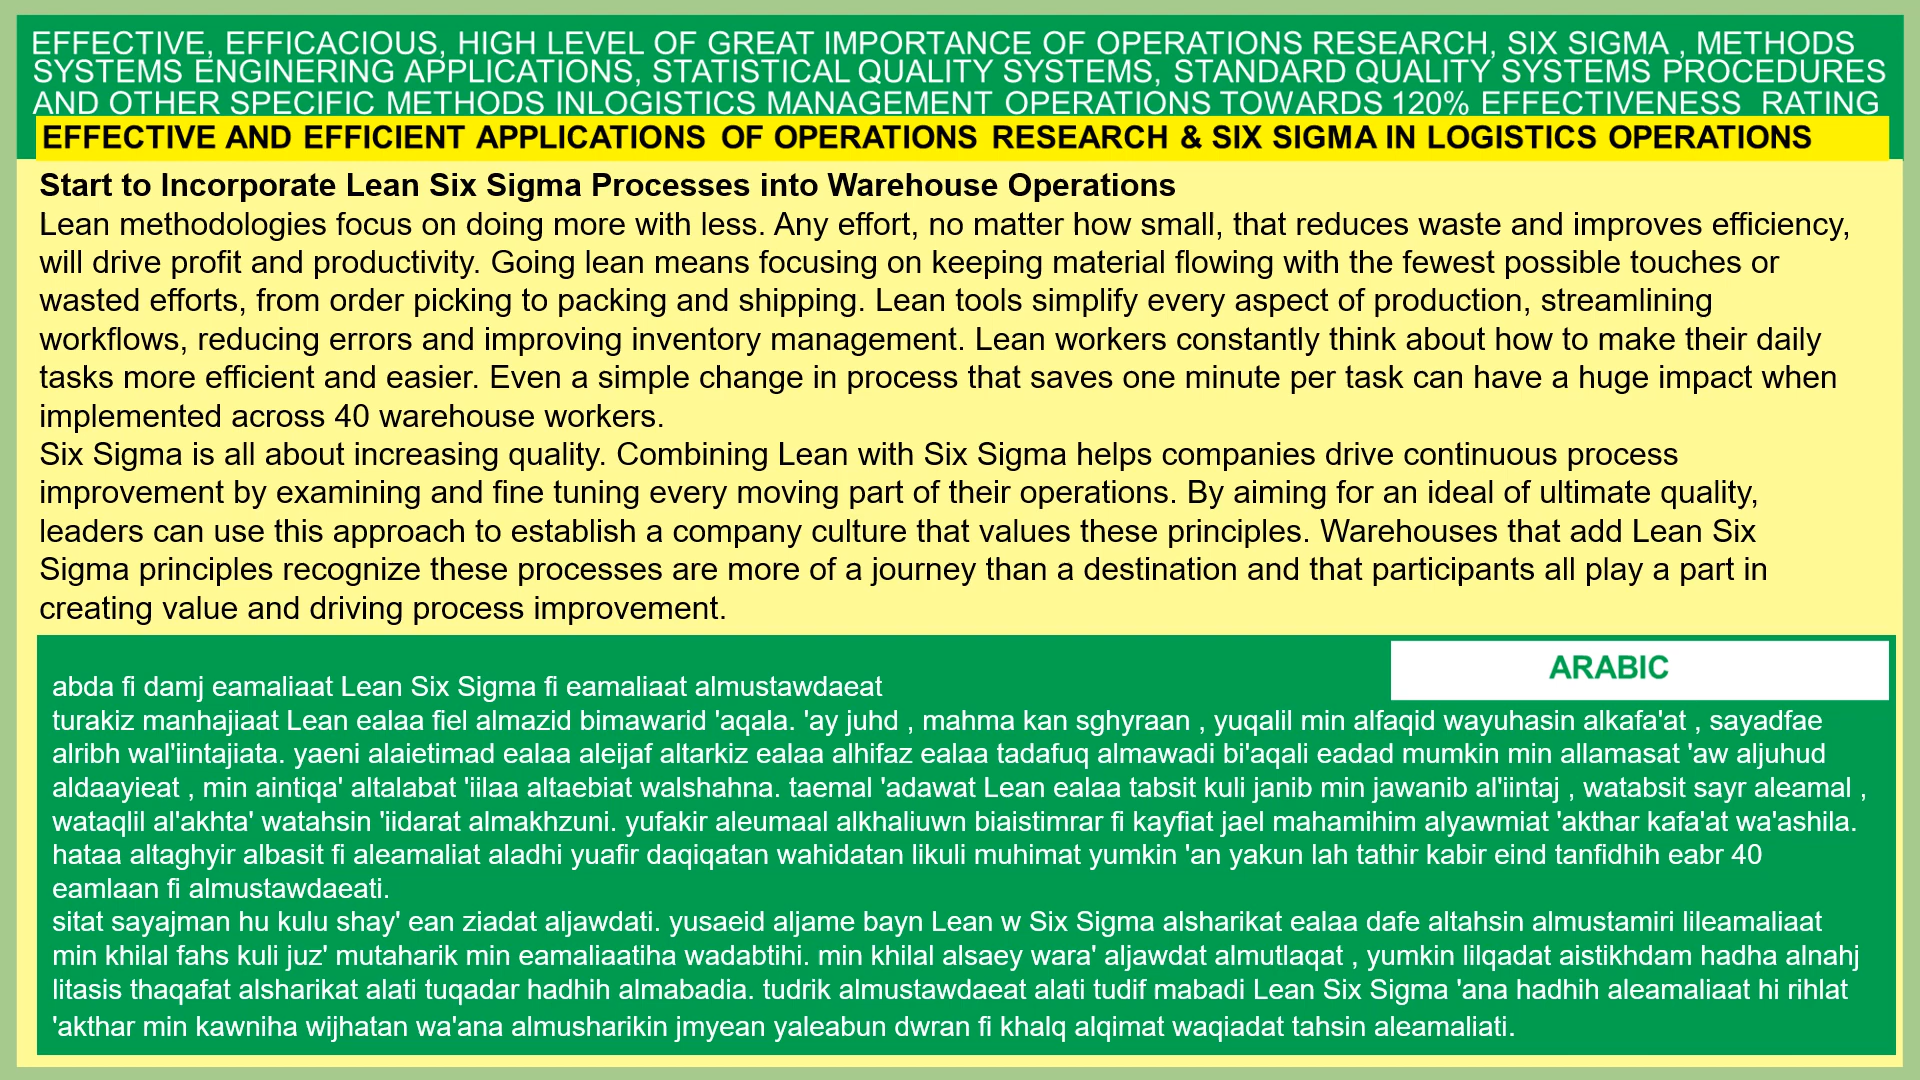 EFFECTIVE, EFFICACIOUS, HIGH LEVEL OF GREAT IMPORTANCE OF OPERATIONS RESEARCH, SIX SIGMA , METHODS
SYSTEMS ENGINERING APPLICATIONS, STATISTICAL QUALITY SYSTEMS, STANDARD QUALITY SYSTEMS PROCEDURES
AND OTHER SPECIFIC METHODS INLOGISTICS MANAGEMENT OPERATIONS TOWARDS 120% EFFECTIVENESS RATING
EFFECTIVE AND EFFICIENT APPLICATIONS OF OPERATIONS RESEARCH & SIX SIGMA IN LOGISTICS OPERATIONS
Start to Incorporate Lean Six Sigma Processes into Warehouse Operations
Lean methodologies focus on doing more with less. Any effort, no matter how small, that reduces waste and improves efficiency,
will drive profit and productivity. Going lean means focusing on keeping material flowing with the fewest possible touches or
wasted efforts, from order picking to packing and shipping. Lean tools simplify every aspect of production, streamlining
workflows, reducing errors and improving inventory management. Lean workers constantly think about how to make their daily
tasks more efficient and easier. Even a simple change in process that saves one minute per task can have a huge impact when
implemented across 40 warehouse workers.
Six Sigma is all about increasing quality. Combining Lean with Six Sigma helps companies drive continuous process
improvement by examining and fine tuning every moving part of their operations. By aiming for an ideal of ultimate quality,
leaders can use this approach to establish a company culture that values these principles. Warehouses that add Lean Six
Sigma principles recognize these processes are more of a journey than a destination and that participants all play a part in
creating value and driving process improvement.
ARABIC
abda fi damj eamaliaat Lean Six Sigma fi eamaliaat almustawdaeat
turakiz manhajiaat Lean ealaa fiel almazid bimawarid 'aqala. 'ay juhd , mahma kan sghyraan , yuqalil min alfaqid wayuhasin alkafa'at , sayadfae
alribh wal'iintajiata. yaeni alaietimad ealaa aleijaf altarkiz ealaa alhifaz ealaa tadafuq almawadi bi'aqali eadad mumkin min allamasat 'aw aljuhud
aldaayieat , min aintiqa' altalabat 'iilaa altaebiat walshahna. taemal 'adawat Lean ealaa tabsit kuli janib min jawanib al'iintaj , watabsit sayr aleamal ,
wataqlil al'akhta' watahsin 'iidarat almakhzuni. yufakir aleumaal alkhaliuwn biaistimrar fi kayfiat jael mahamihim alyawmiat 'akthar kafa'at wa'ashila.
hataa altaghyir albasit fi aleamaliat aladhi yuafir daqiqatan wahidatan likuli muhimat yumkin 'an yakun lah tathir kabir eind tanfidhih eabr 40
eamlaan fi almustawdaeati.
sitat sayajman hu kulu shay' ean ziadat aljawdati. yusaeid aljame bayn Lean w Six Sigma alsharikat ealaa dafe altahsin almustamiri lileamaliaat
min khilal fahs kuli juz' mutaharik min eamaliaatiha wadabtihi. min khilal alsaey wara' aljawdat almutlaqat , yumkin lilqadat aistikhdam hadha alnahj
litasis thaqafat alsharikat alati tuqadar hadhih almabadia. tudrik almustawdaeat alati tudif mabadi Lean Six Sigma 'ana hadhih aleamaliaat hi rihlat
'akthar min kawniha wijhatan wa'ana almusharikin jmyean yaleabun dwran fi khalq alqimat waqiadat tahsin aleamaliati.